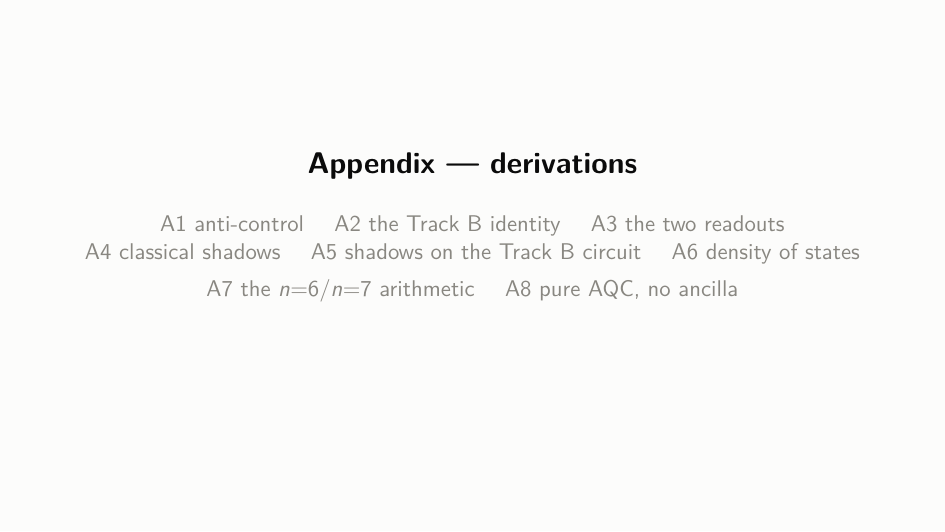 Appendix — derivations
A1 anti-control A2 the Track B identity A3 the two readouts
A4 classical shadows A5 shadows on the Track B circuit A6 density of states
A7 the n=6/n=7 arithmetic A8 pure AQC, no ancilla